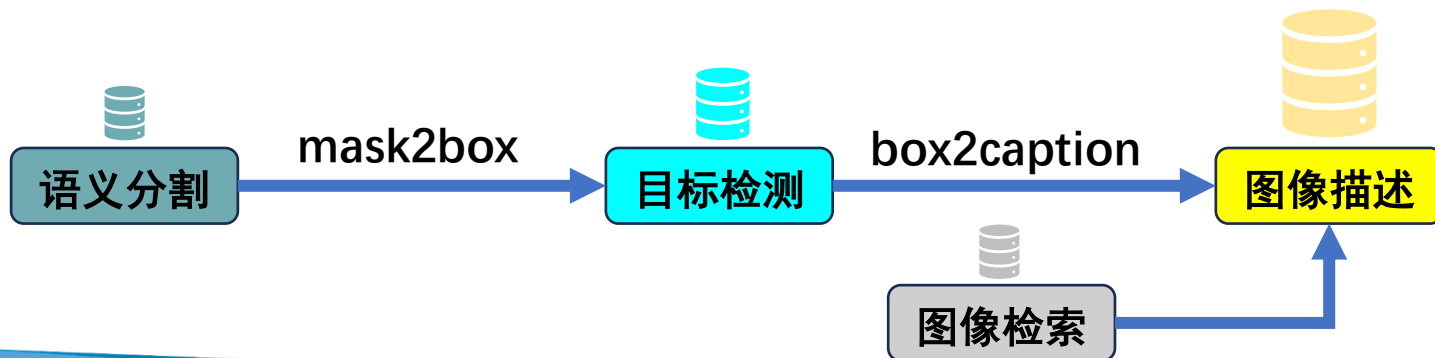 mask2box
box2caption
语义分割
目标检测
图像描述
图像检索